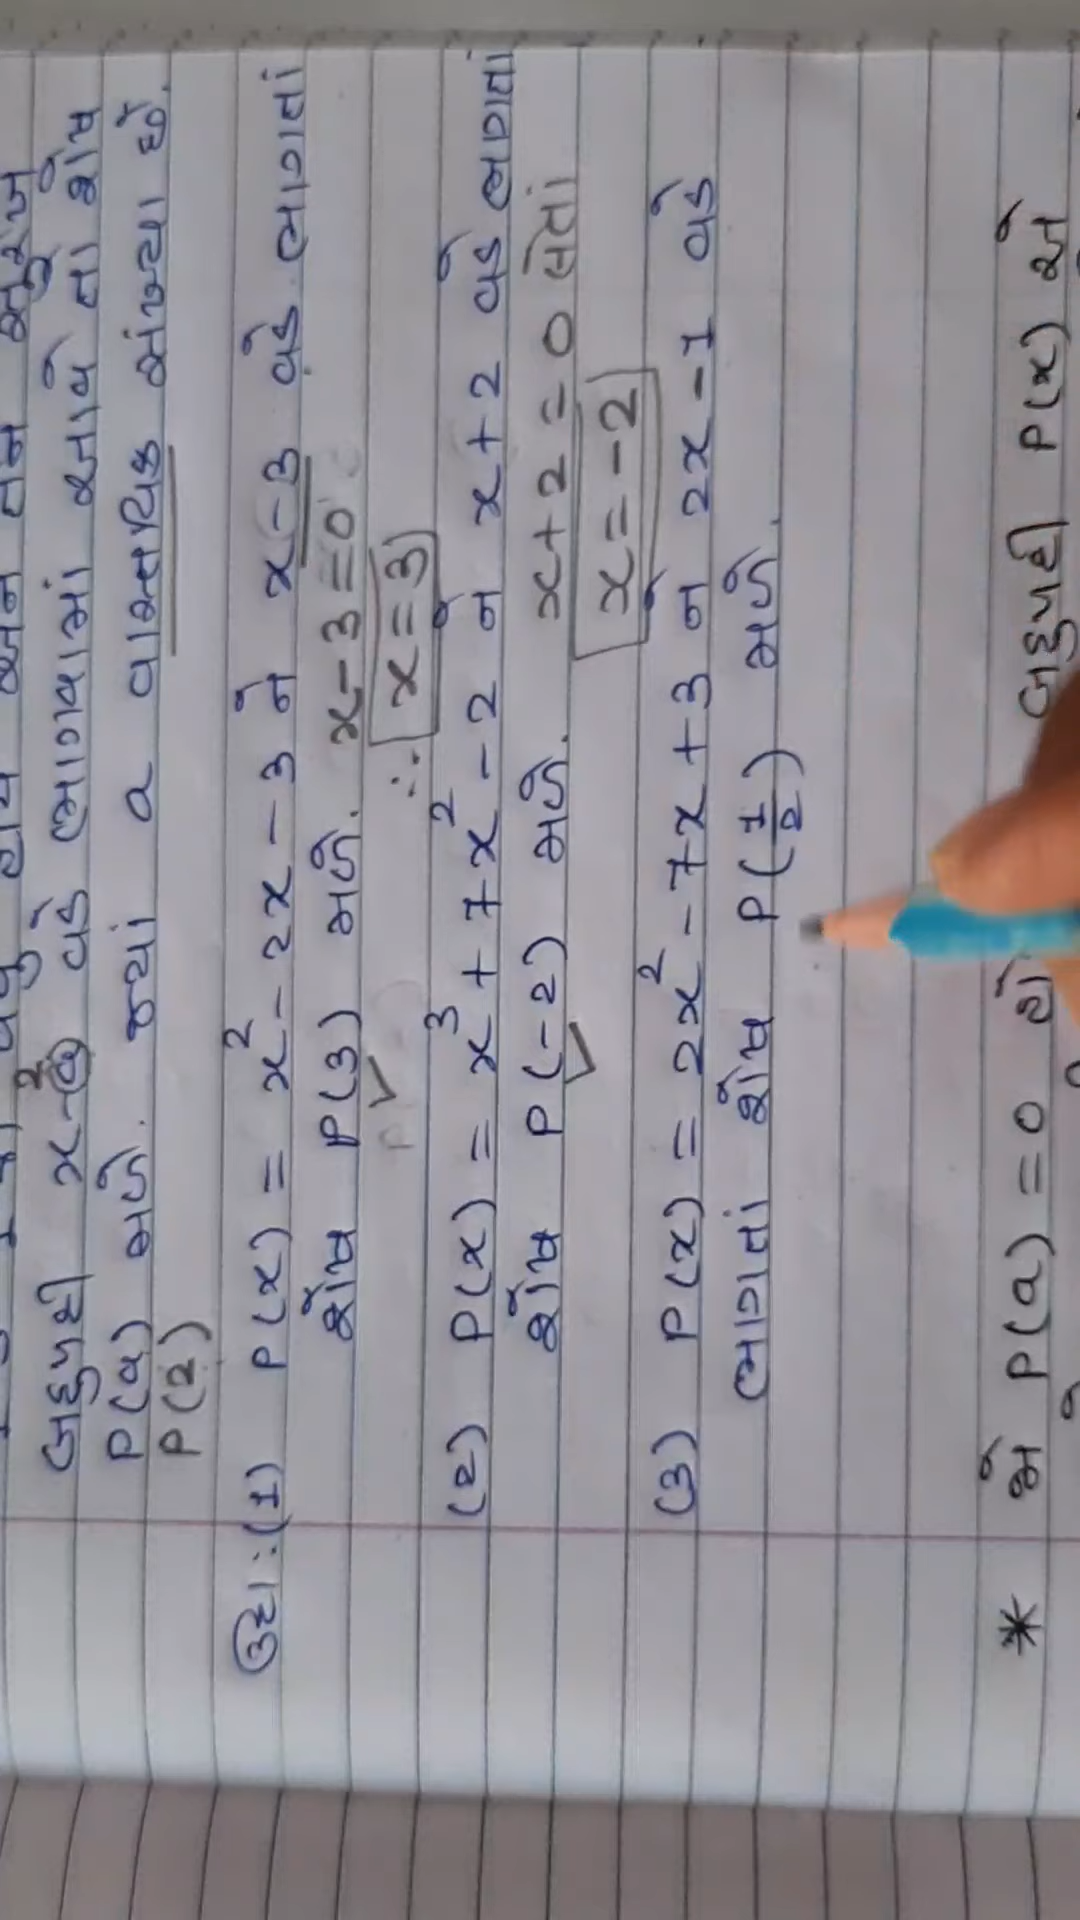 બહુપદી x-a વડે ભાગવામાં આવે તો શેષ
P(a) મળે. જ્યાં a વાસ્તવિક સંખ્યા છે.
P(2)
ઉદા.:(1) P(x) = x² - 2x - 3 ને x-3 વડે ભાગતાં
શેષ P(3) મળે. x-3=0
∴ x=3
(2) P(x) = x³ + 7x² - 2 ને x+2 વડે ભાગતાં
શેષ P(-2) મળે. x+2=0 લેતાં
x=-2
(3) P(x) = 2x² - 7x + 3 ને 2x-1 વડે
ભાગતાં શેષ P(1/2) મળે.
* જો P(a) = 0 બહુપદી P(x) એ